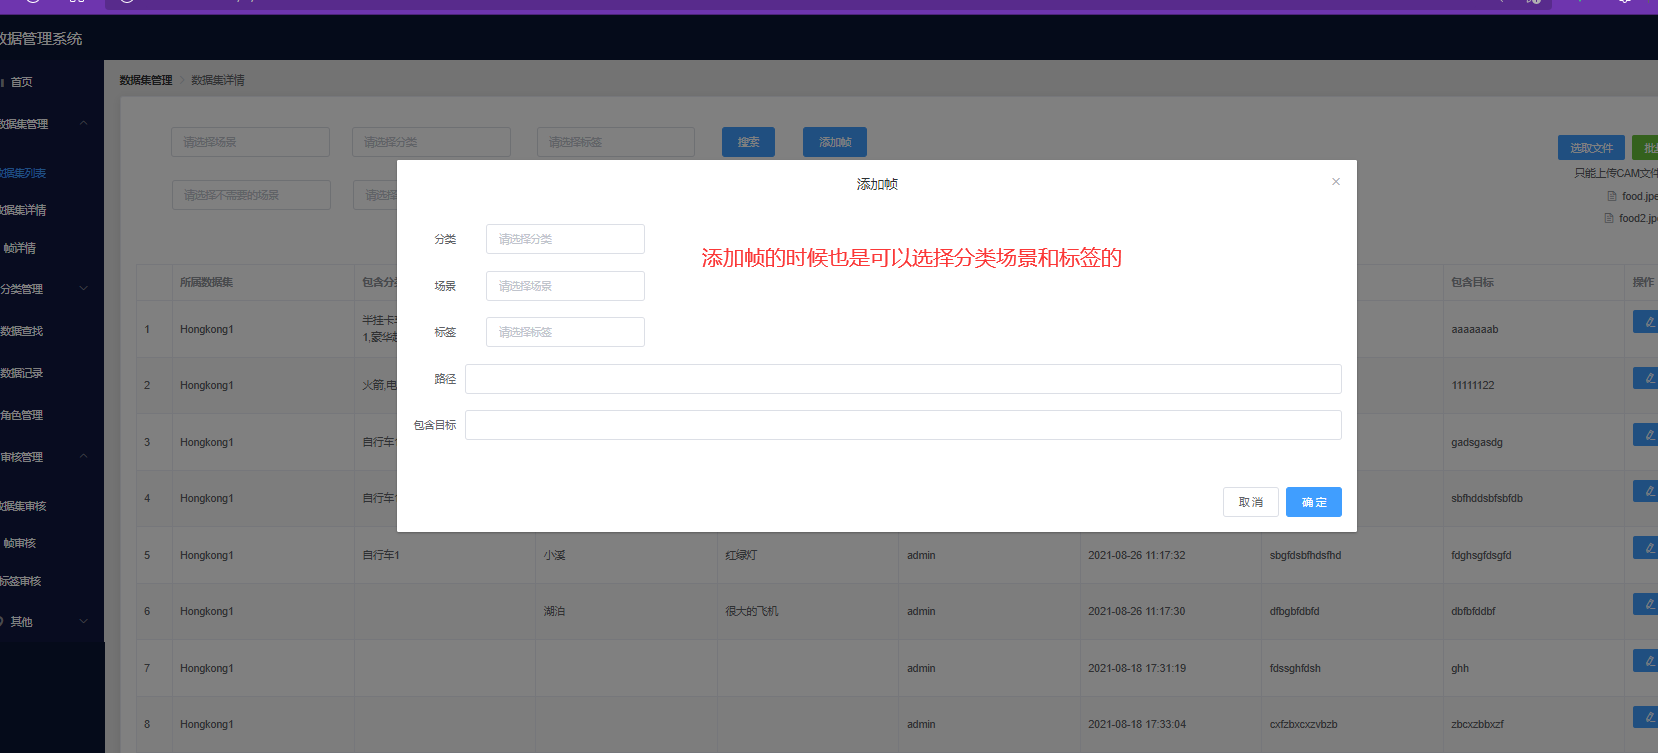 数据管理系统
首页
数据集管理
数据集列表
数据集详情
帧详情
分类管理
数据查找
数据记录
角色管理
审核管理
数据集审核
帧审核
标签审核
其他
数据集管理 > 数据集详情
请选择场景 请选择分类 请选择标签 搜索 添加帧
选取文件
请选择不需要的场景 请选
只能上传CAM文件
food.jpe
food2.jpe
添加帧 ×
分类 请选择分类
添加帧的时候也是可以选择分类场景和标签的
场景 请选择场景
标签 请选择标签
路径
包含目标
取消 确定
所属数据集 包含分 包含目标 操作
1 Hongkong1 半挂卡 aaaaaaab
1,豪华
2 Hongkong1 火箭,电 11111122
3 Hongkong1 自行车 gadsgasdg
4 Hongkong1 自行车 sbfhddsbfsbfdb
5 Hongkong1 自行车1 小溪 红绿灯 admin 2021-08-26 11:17:32 sbgfdsbfhdsfhd fdghsgfdsgfd
6 Hongkong1 湖泊 很大的飞机 admin 2021-08-26 11:17:30 dfbgbfdbfd dbfbfddbf
7 Hongkong1 admin 2021-08-18 17:31:19 fdssghfdsh ghh
8 Hongkong1 admin 2021-08-18 17:33:04 cxfzbxcxzvbzb zbcxzbbxzf